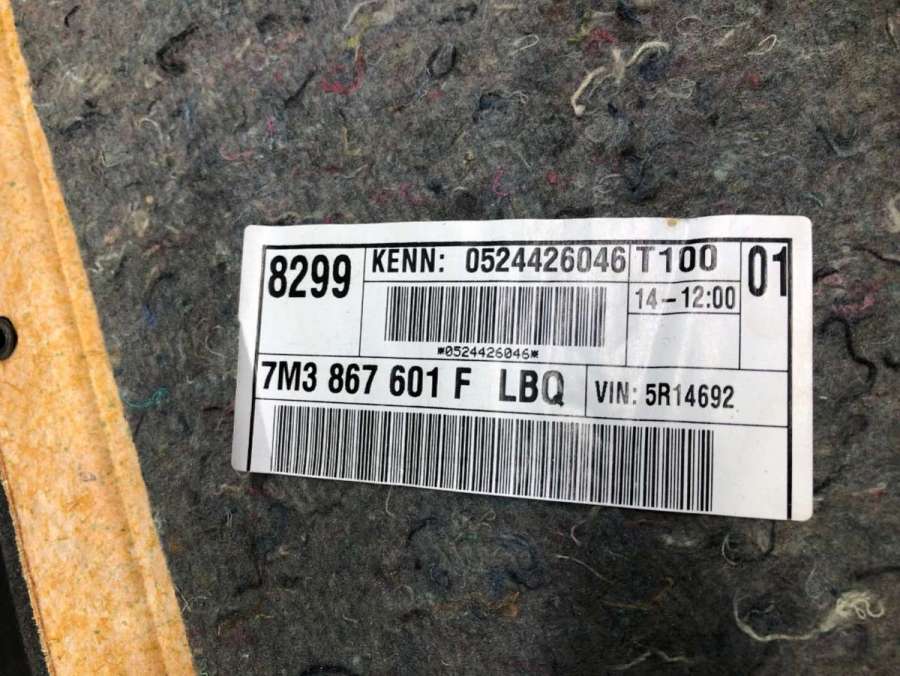 8299
KENN: 0524426046
T100
01
14-12:00
*0524426046*
7M3 867 601 F LBQ
VIN: 5R14692